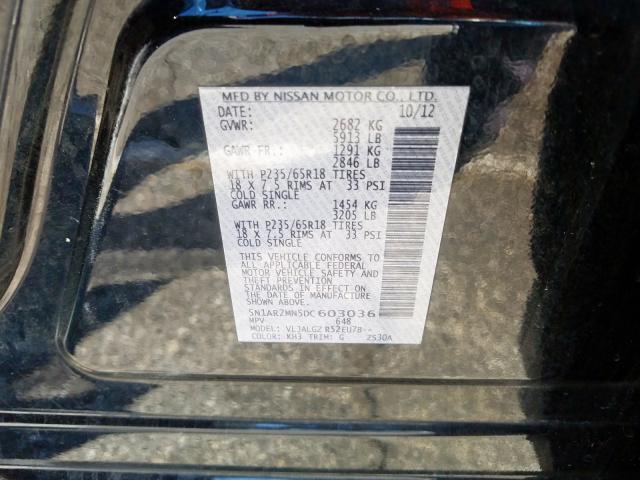 MFD BY NISSAN MOTOR CO., LTD.
DATE: 10/12
GVWR: 2682 KG
5913 LB
GAWR FR.: 1291 KG
2846 LB
WITH P235/65R18 TIRES
18 X 7.5 RIMS AT 33 PSI
COLD SINGLE
GAWR RR.: 1454 KG
3205 LB
WITH P235/65R18 TIRES
18 X 7.5 RIMS AT 33 PSI
COLD SINGLE
THIS VEHICLE CONFORMS TO
ALL APPLICABLE FEDERAL
MOTOR VEHICLE SAFETY AND
THEFT PREVENTION
STANDARDS IN EFFECT ON
THE DATE OF MANUFACTURE
SHOWN ABOVE.
5N1AR2MN5DC603036
MPV 648
MODEL: VLJALGZ R52EU7B--
COLOR: KH3 TRIM: G ZS30A